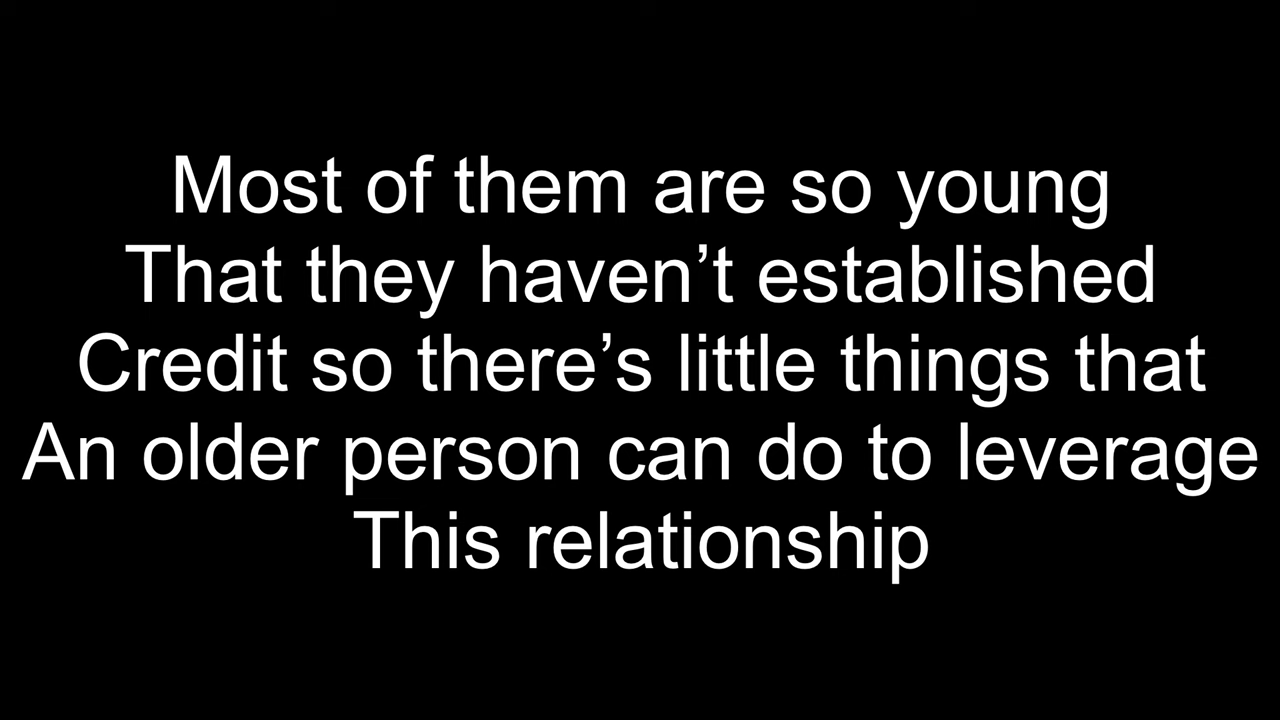 Most of them are so young
That they haven’t established
Credit so there’s little things that
An older person can do to leverage
This relationship